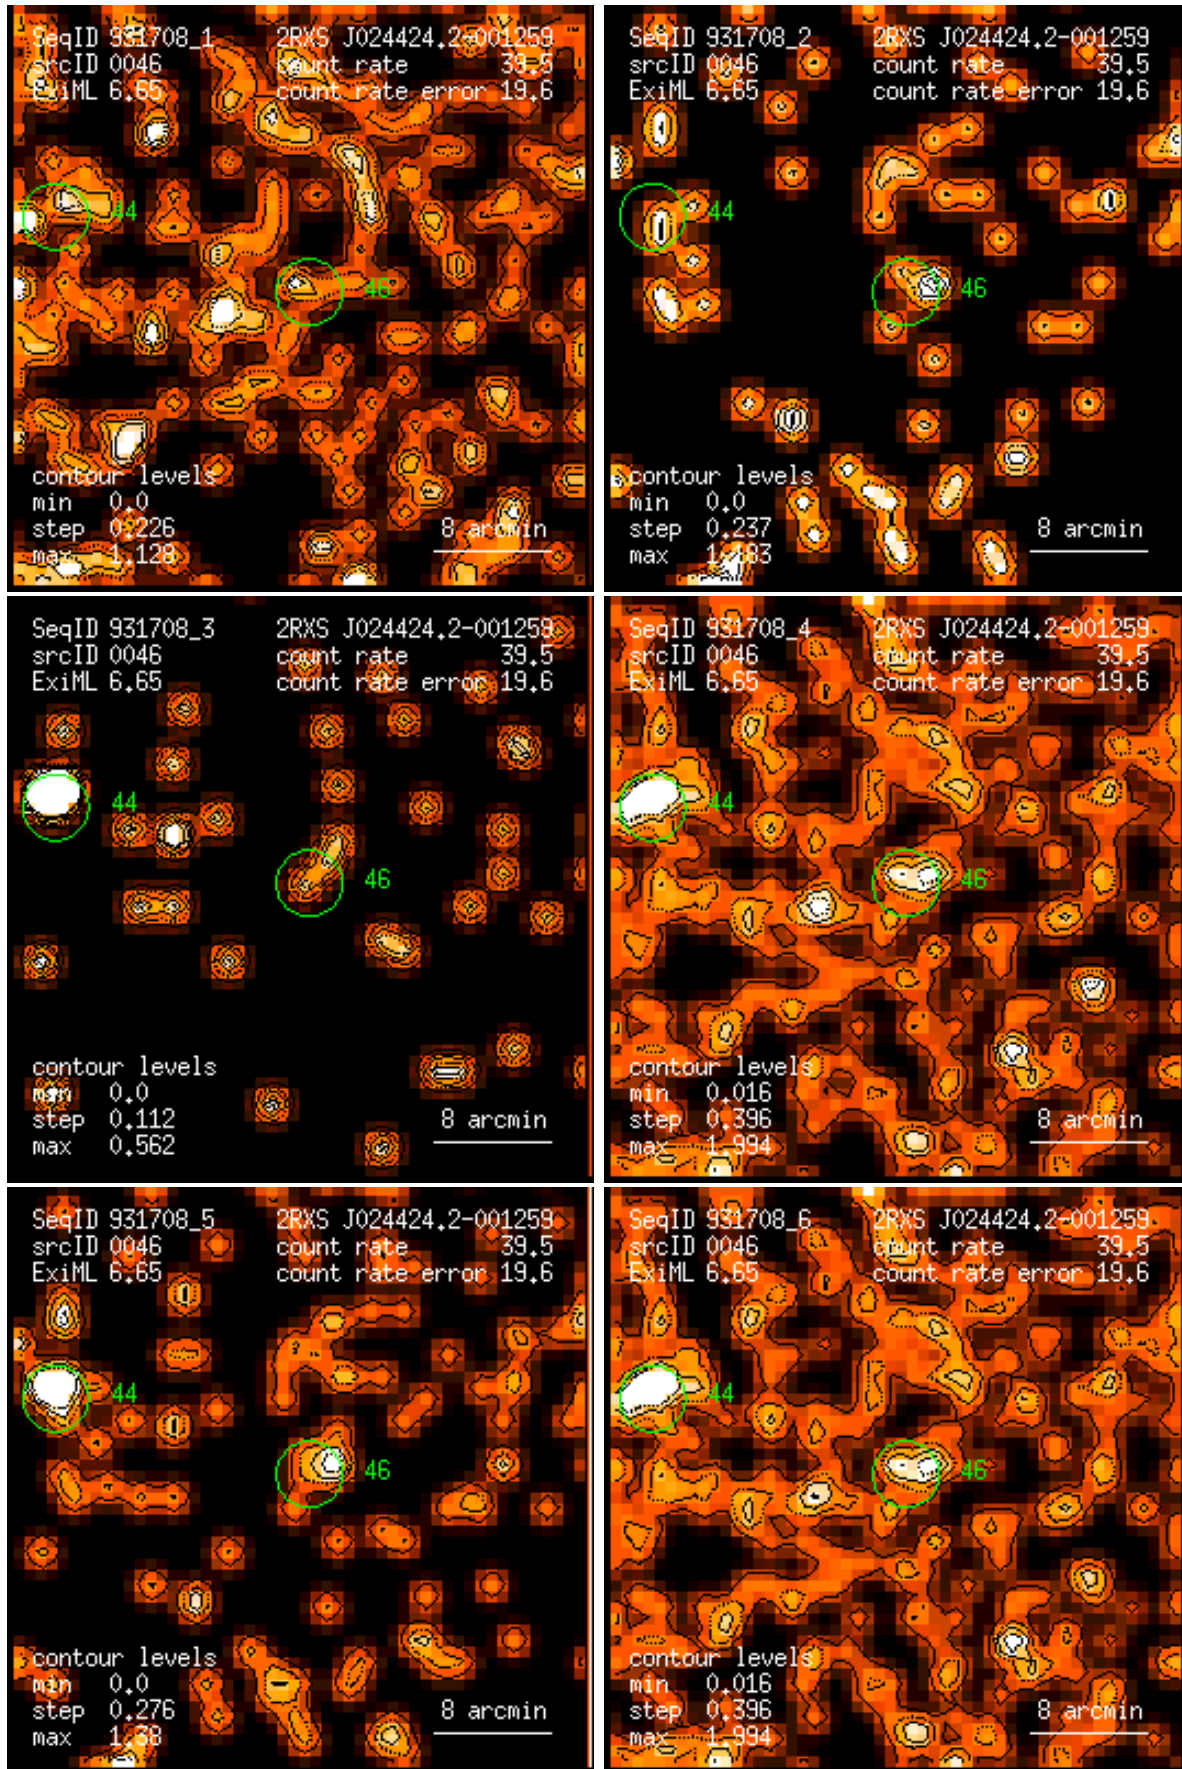 SeqID 931708_1 2RXS J024424.2-001259
srcID 0046 count rate 39.5
ExiML 6.65 count rate error 19.6
44
46
contour levels
min 0.0
step 0.226 8 arcmin
max 1.128
SeqID 931708_2 2RXS J024424.2-001259
srcID 0046 count rate 39.5
ExiML 6.65 count rate error 19.6
44
46
contour levels
min 0.0
step 0.237 8 arcmin
max 1.183
SeqID 931708_3 2RXS J024424.2-001259
srcID 0046 count rate 39.5
ExiML 6.65 count rate error 19.6
44
46
contour levels
min 0.0
step 0.112 8 arcmin
max 0.562
SeqID 931708_4 2RXS J024424.2-001259
srcID 0046 count rate 39.5
ExiML 6.65 count rate error 19.6
44
46
contour levels
min 0.016
step 0.396 8 arcmin
max 1.994
SeqID 931708_5 2RXS J024424.2-001259
srcID 0046 count rate 39.5
ExiML 6.65 count rate error 19.6
44
46
contour levels
min 0.0
step 0.276 8 arcmin
max 1.38
SeqID 931708_6 2RXS J024424.2-001259
srcID 0046 count rate 39.5
ExiML 6.65 count rate error 19.6
44
46
contour levels
min 0.016
step 0.396 8 arcmin
max 1.994